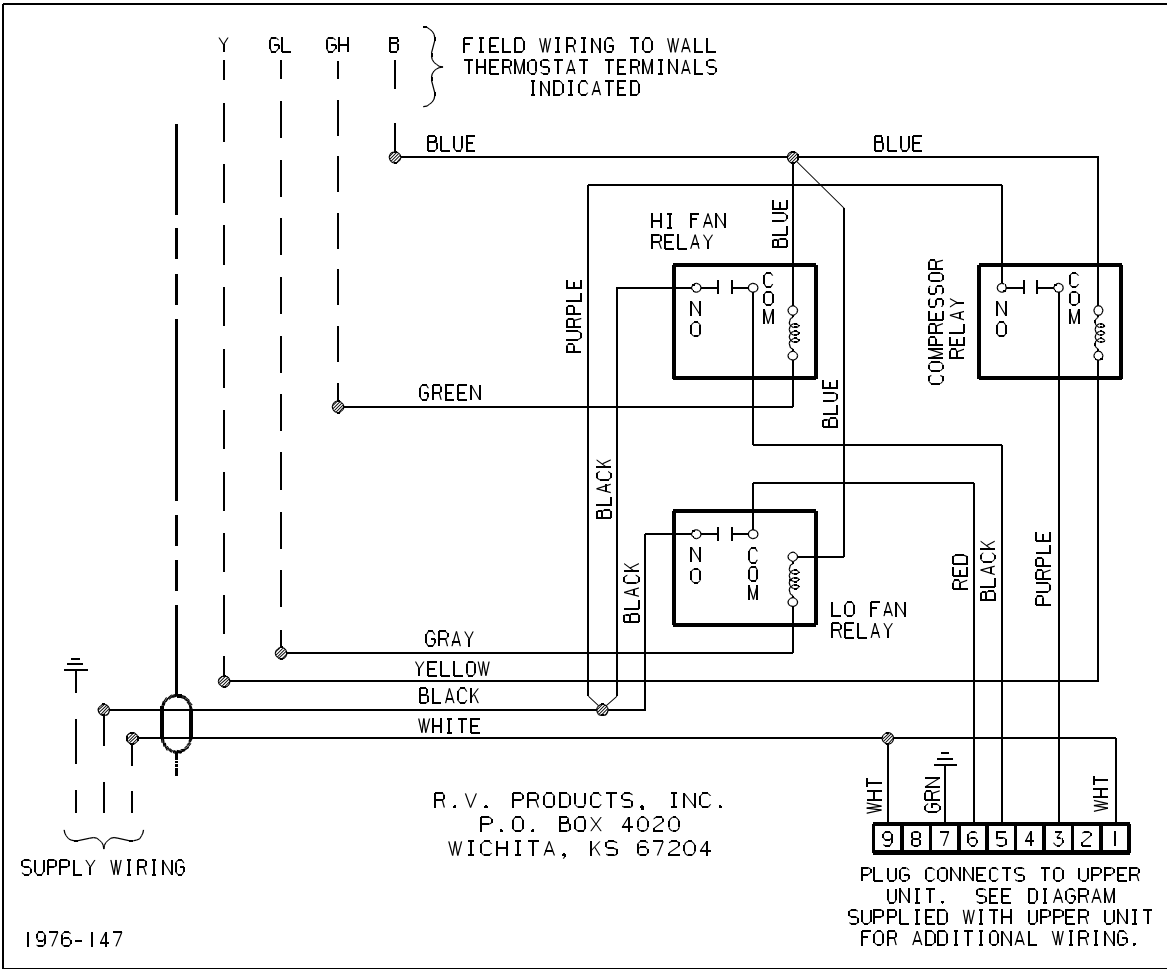 Y GL GH B
FIELD WIRING TO WALL
THERMOSTAT TERMINALS
INDICATED
BLUE
BLUE
HI FAN
RELAY
BLUE
PURPLE
NO
COM
COMPRESSOR
RELAY
NO
COM
GREEN
BLUE
BLACK
NO
COM
BLACK
RED
BLACK
PURPLE
LO FAN
RELAY
GRAY
YELLOW
BLACK
WHITE
WHT
GRN
WHT
R.V. PRODUCTS, INC.
P.O. BOX 4020
WICHITA, KS 67204
9 8 7 6 5 4 3 2 1
SUPPLY WIRING
PLUG CONNECTS TO UPPER
UNIT. SEE DIAGRAM
SUPPLIED WITH UPPER UNIT
FOR ADDITIONAL WIRING.
1976-147